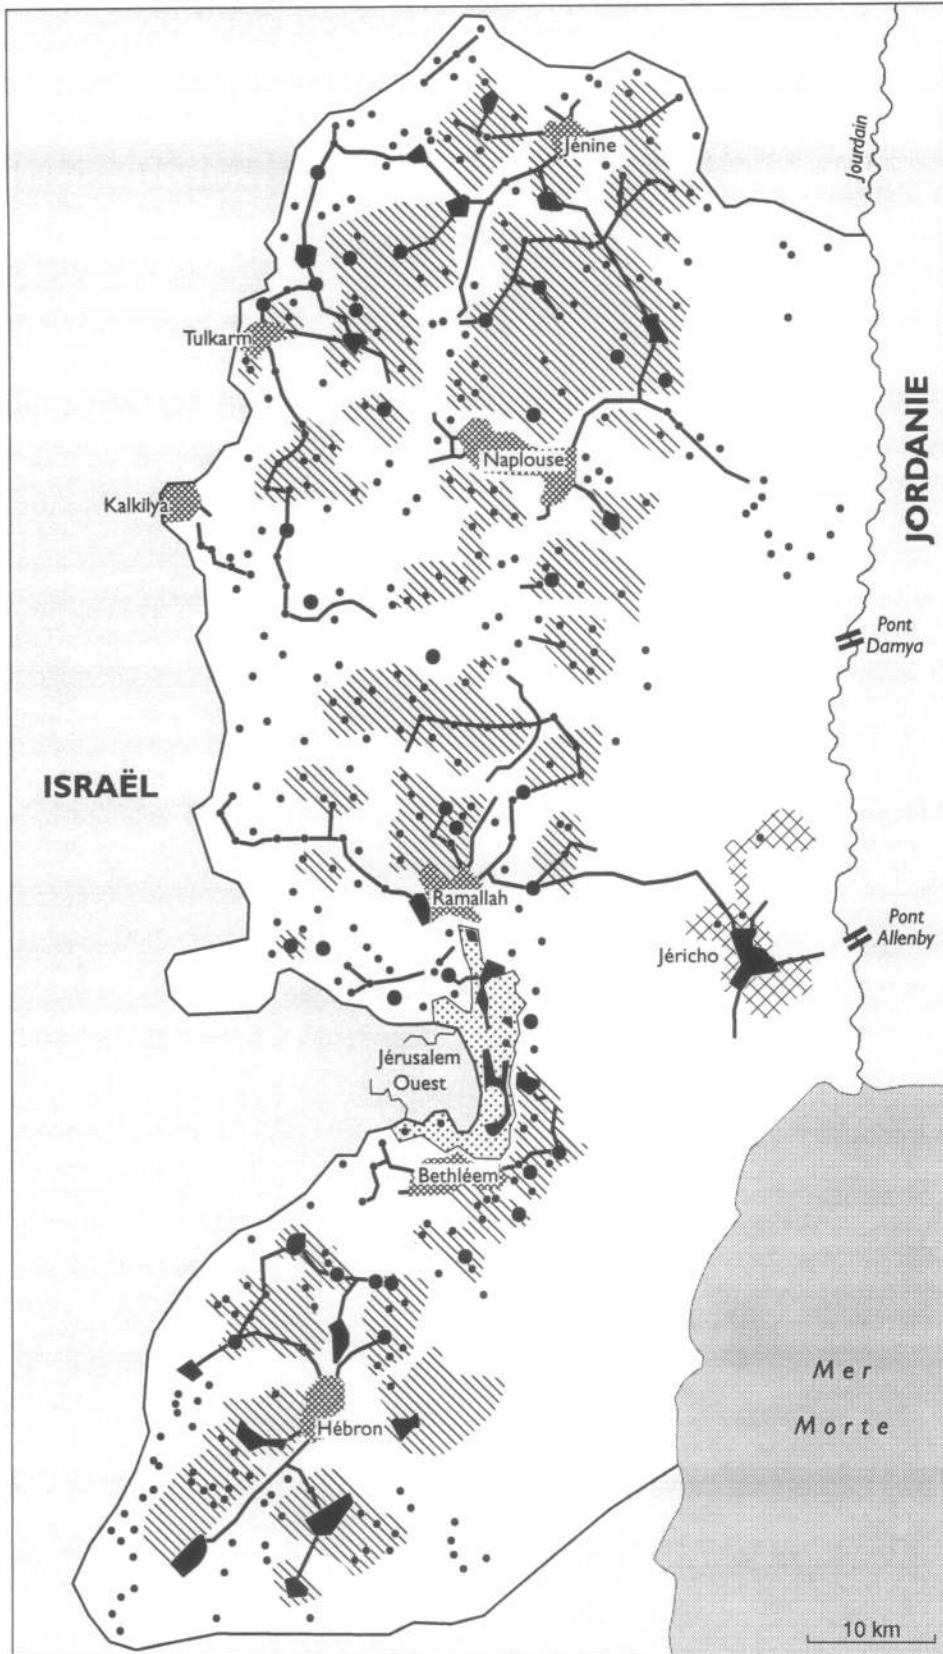 Jourdain
Jénine
Tulkarm
JORDANIE
Naplouse
Kalkilya
Pont
Damya
ISRAËL
Ramallah
Pont
Allenby
Jéricho
Jérusalem
Ouest
Bethléem
Mer
Morte
Hébron
10 km